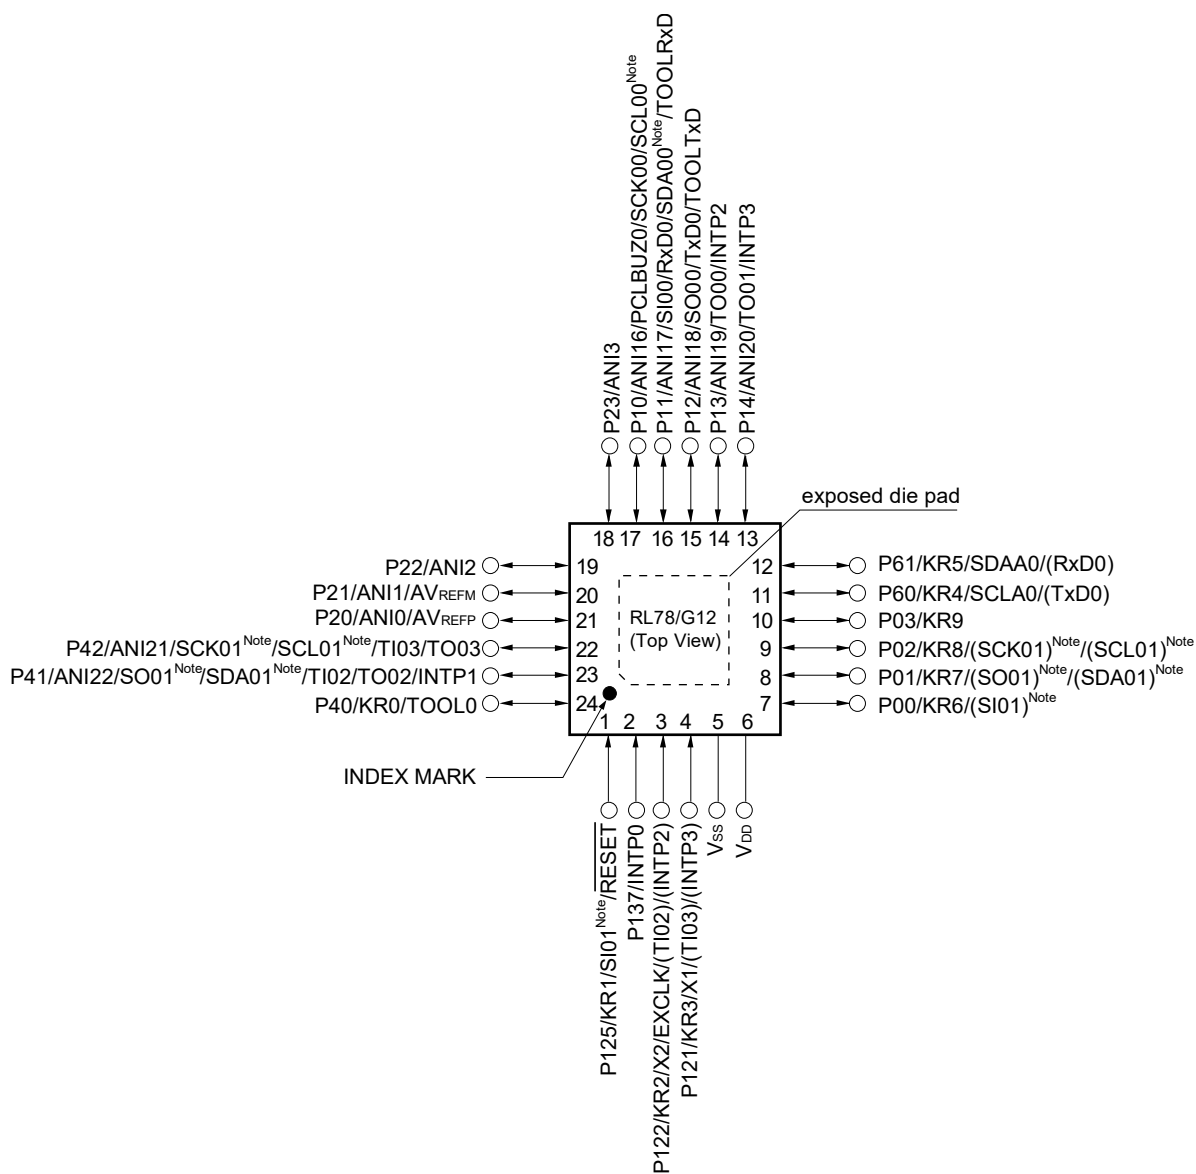 P23/ANI3
P10/ANI16/PCLBUZ0/SCK00/SCL00Note
P11/ANI17/SI00/RxD0/SDA00Note/TOOLRxD
P12/ANI18/SO00/TxD0/TOOLTxD
P13/ANI19/TO00/INTP2
P14/ANI20/TO01/INTP3
exposed die pad
18 17 16 15 14 13
P22/ANI2
19
P21/ANI1/AVREFM
20
P20/ANI0/AVREFP
21
P42/ANI21/SCK01Note/SCL01Note/TI03/TO03
22
P41/ANI22/SO01Note/SDA01Note/TI02/TO02/INTP1
23
P40/KR0/TOOL0
24
RL78/G12
(Top View)
12
P61/KR5/SDAA0/(RxD0)
11
P60/KR4/SCLA0/(TxD0)
10
P03/KR9
9
P02/KR8/(SCK01)Note/(SCL01)Note
8
P01/KR7/(SO01)Note/(SDA01)Note
7
P00/KR6/(SI01)Note
1 2 3 4 5 6
INDEX MARK
P125/KR1/SI01Note/RESET
P137/INTP0
P122/KR2/X2/EXCLK/(TI02)/(INTP2)
P121/KR3/X1/(TI03)/(INTP3)
VSS
VDD